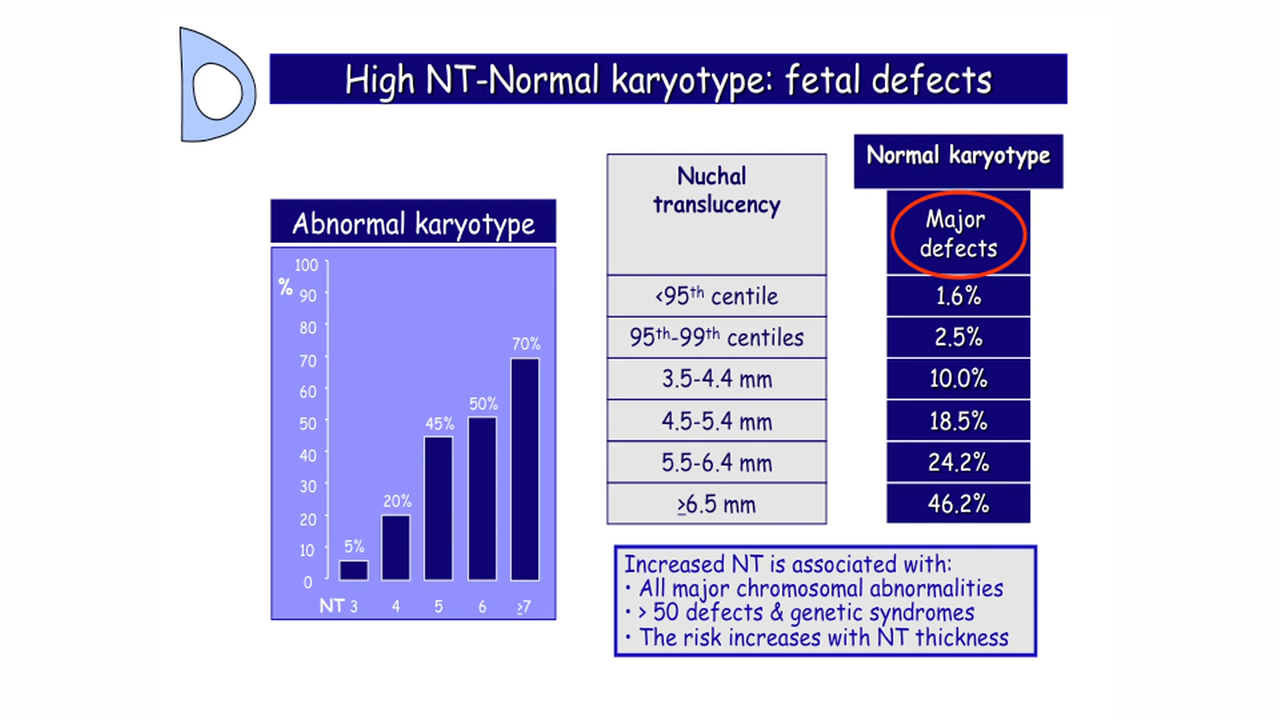 High NT-Normal karyotype: fetal defects
Abnormal karyotype
%
100
90
80
70
60
50
40
30
20
10
0
5%
20%
45%
50%
70%
NT 3 4 5 6 ≥7
Nuchal
translucency
<95th centile
95th-99th centiles
3.5-4.4 mm
4.5-5.4 mm
5.5-6.4 mm
≥6.5 mm
Normal karyotype
Major
defects
1.6%
2.5%
10.0%
18.5%
24.2%
46.2%
Increased NT is associated with:
• All major chromosomal abnormalities
• > 50 defects & genetic syndromes
• The risk increases with NT thickness